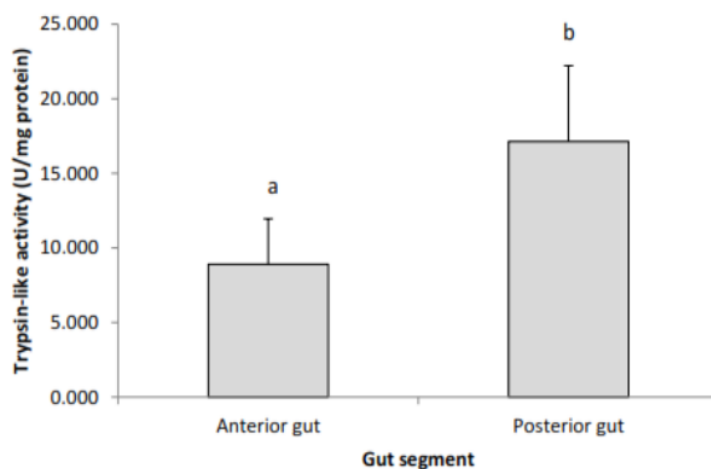 25.000
20.000
15.000
10.000
5.000
0.000
Trypsin-like activity (U/mg protein)
a
b
Anterior gut
Posterior gut
Gut segment